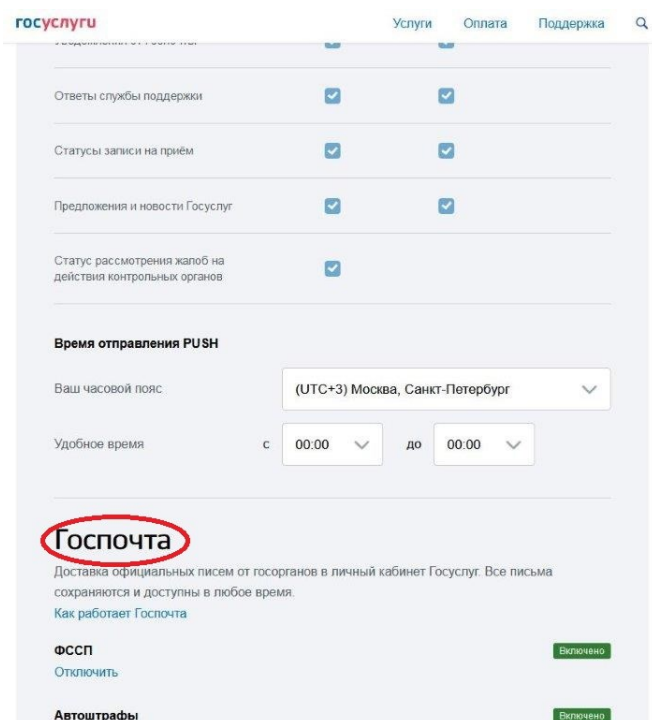 госуслуги Услуги Оплата Поддержка
Ответы службы поддержки
Статусы записи на приём
Предложения и новости Госуслуг
Статус рассмотрения жалоб на
действия контрольных органов
Время отправления PUSH
Ваш часовой пояс (UTC+3) Москва, Санкт-Петербург
Удобное время с 00:00 до 00:00
Госпочта
Доставка официальных писем от госорганов в личный кабинет Госуслуг. Все письма
сохраняются и доступны в любое время.
Как работает Госпочта
ФССП Включено
Отключить
Автоштрафы Включено